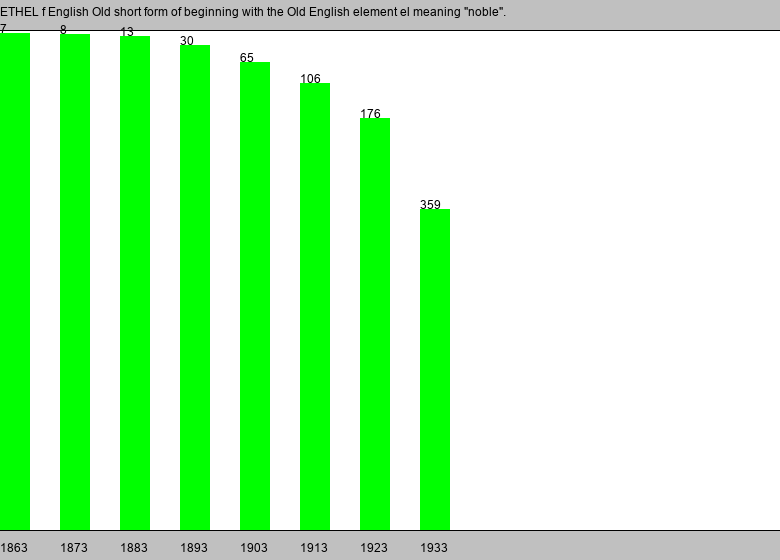 ETHEL f English Old short form of beginning with the Old English element el meaning "noble".
7 8 13 30 65 106 176 359
1863 1873 1883 1893 1903 1913 1923 1933